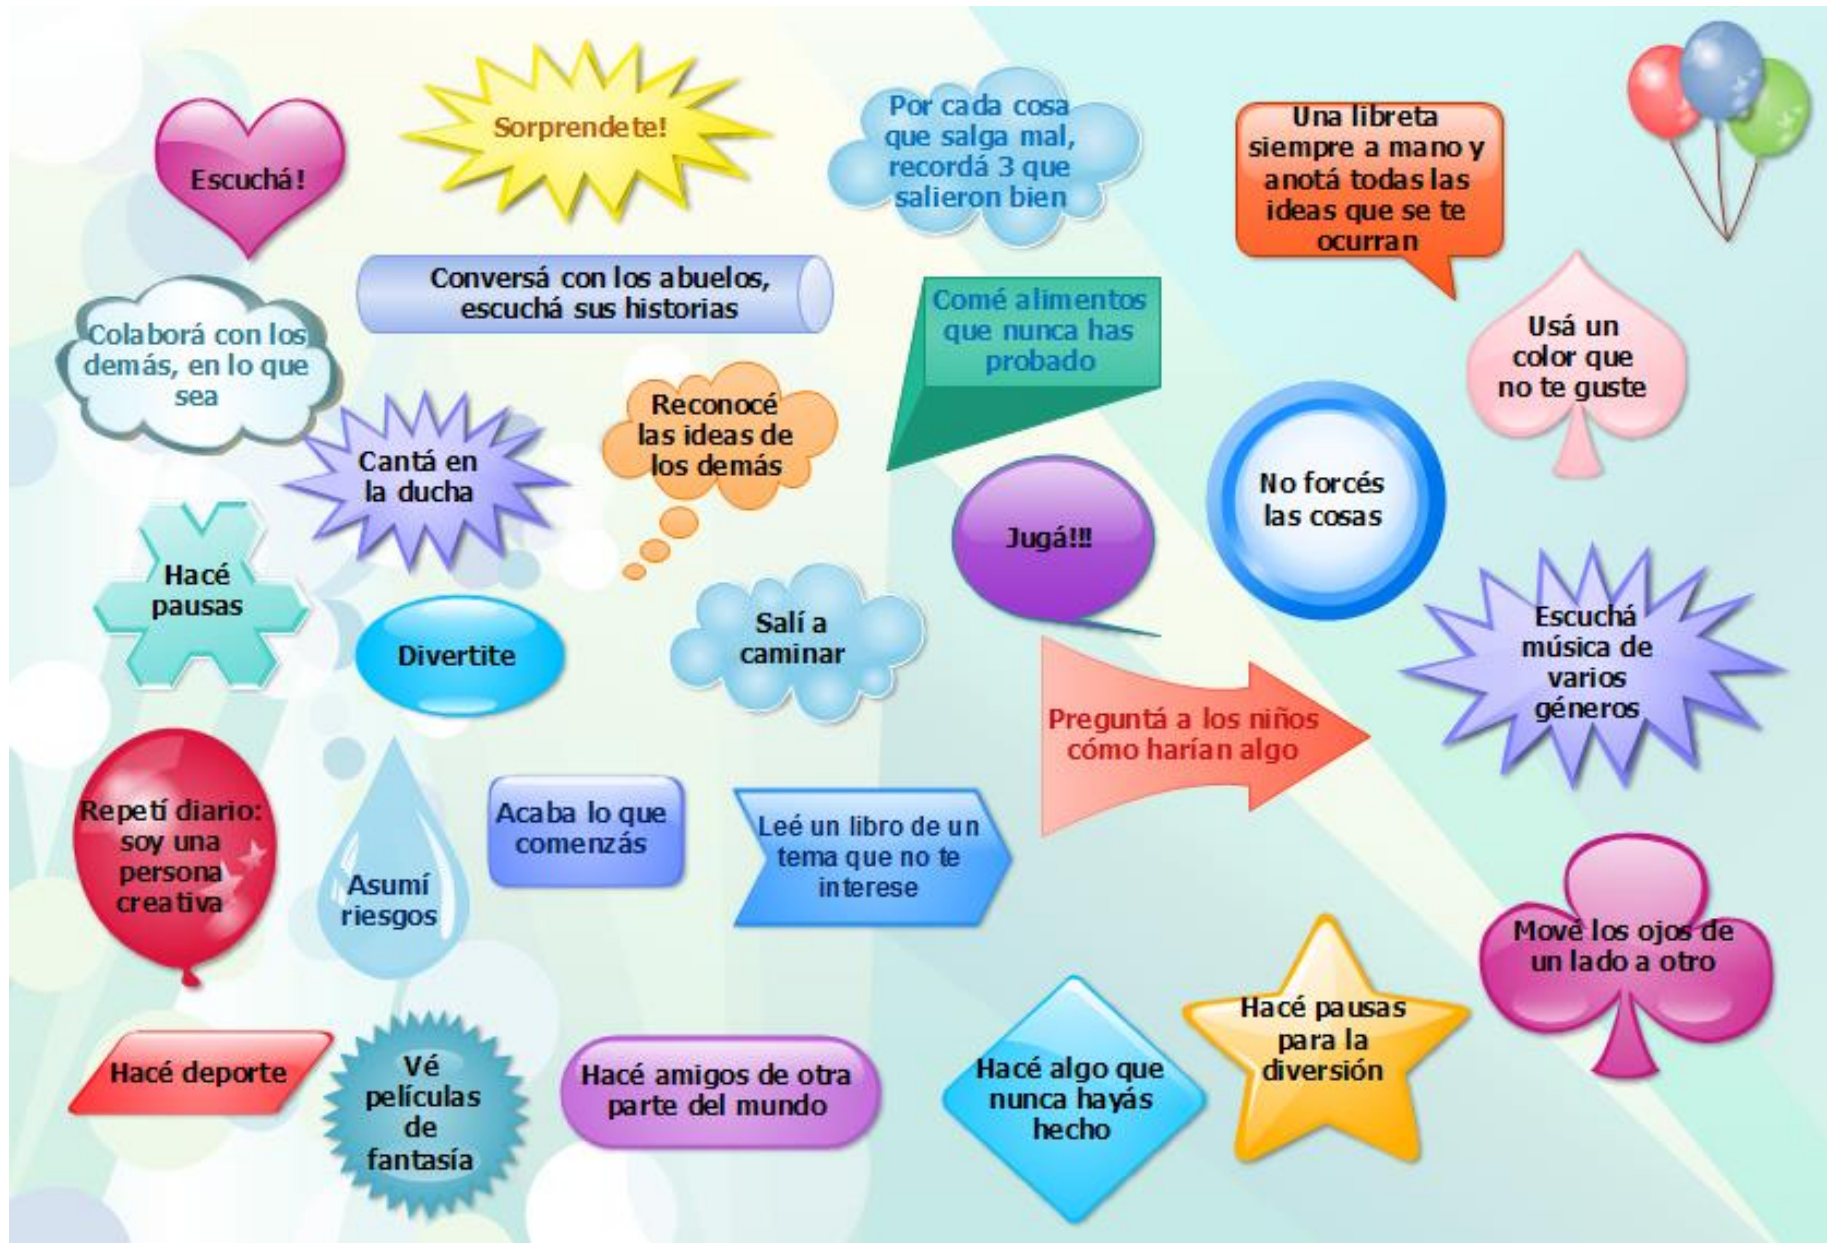 Escuchá!
Sorprendete!
Por cada cosa
que salga mal,
recordá 3 que
salieron bien
Una libreta
siempre a mano y
anotá todas las
ideas que se te
ocurran
Conversá con los abuelos,
escuchá sus historias
Colaborá con los
demás, en lo que
sea
Comé alimentos
que nunca has
probado
Usá un
color que
no te guste
Cantá en
la ducha
Reconocé
las ideas de
los demás
No forcés
las cosas
Jugá!!!
Hacé
pausas
Divertite
Salí a
caminar
Escuchá
música de
varios
géneros
Preguntá a los niños
cómo harían algo
Repetí diario:
soy una
persona
creativa
Asumí
riesgos
Acaba lo que
comenzás
Leé un libro de un
tema que no te
interese
Mové los ojos de
un lado a otro
Hacé deporte
Vé
películas
de
fantasía
Hacé amigos de otra
parte del mundo
Hacé algo que
nunca hayás
hecho
Hacé pausas
para la
diversión